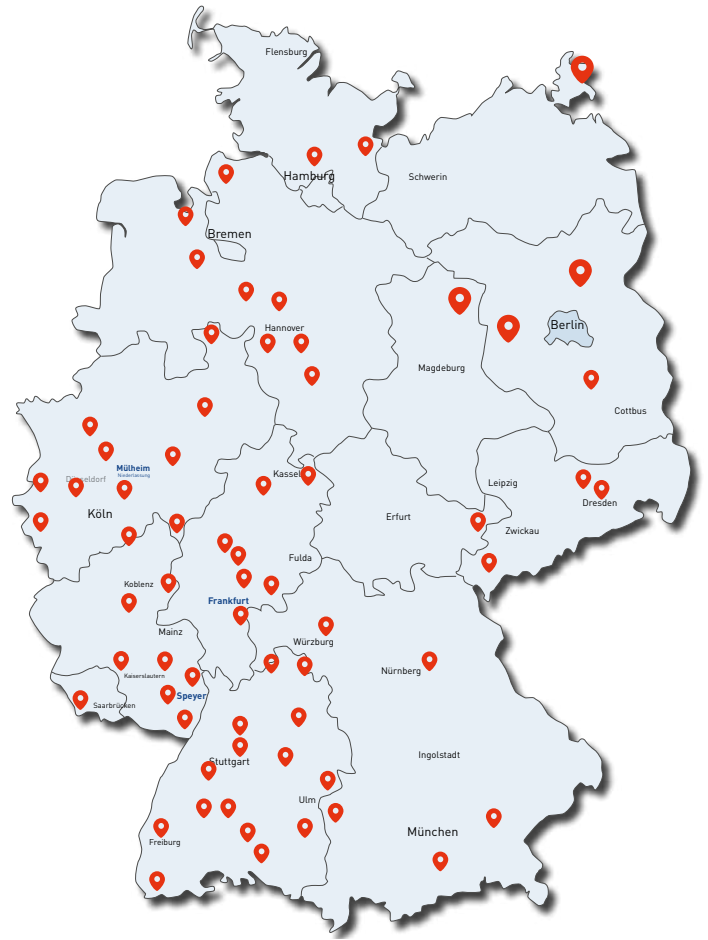 Flensburg
Hamburg
Schwerin
Bremen
Hannover
Berlin
Magdeburg
Cottbus
Mülheim
Niederlassung
Düsseldorf
Kassel
Leipzig
Dresden
Köln
Erfurt
Zwickau
Fulda
Koblenz
Frankfurt
Mainz
Würzburg
Kaiserslautern
Nürnberg
Speyer
Saarbrücken
Stuttgart
Ingolstadt
Ulm
München
Freiburg